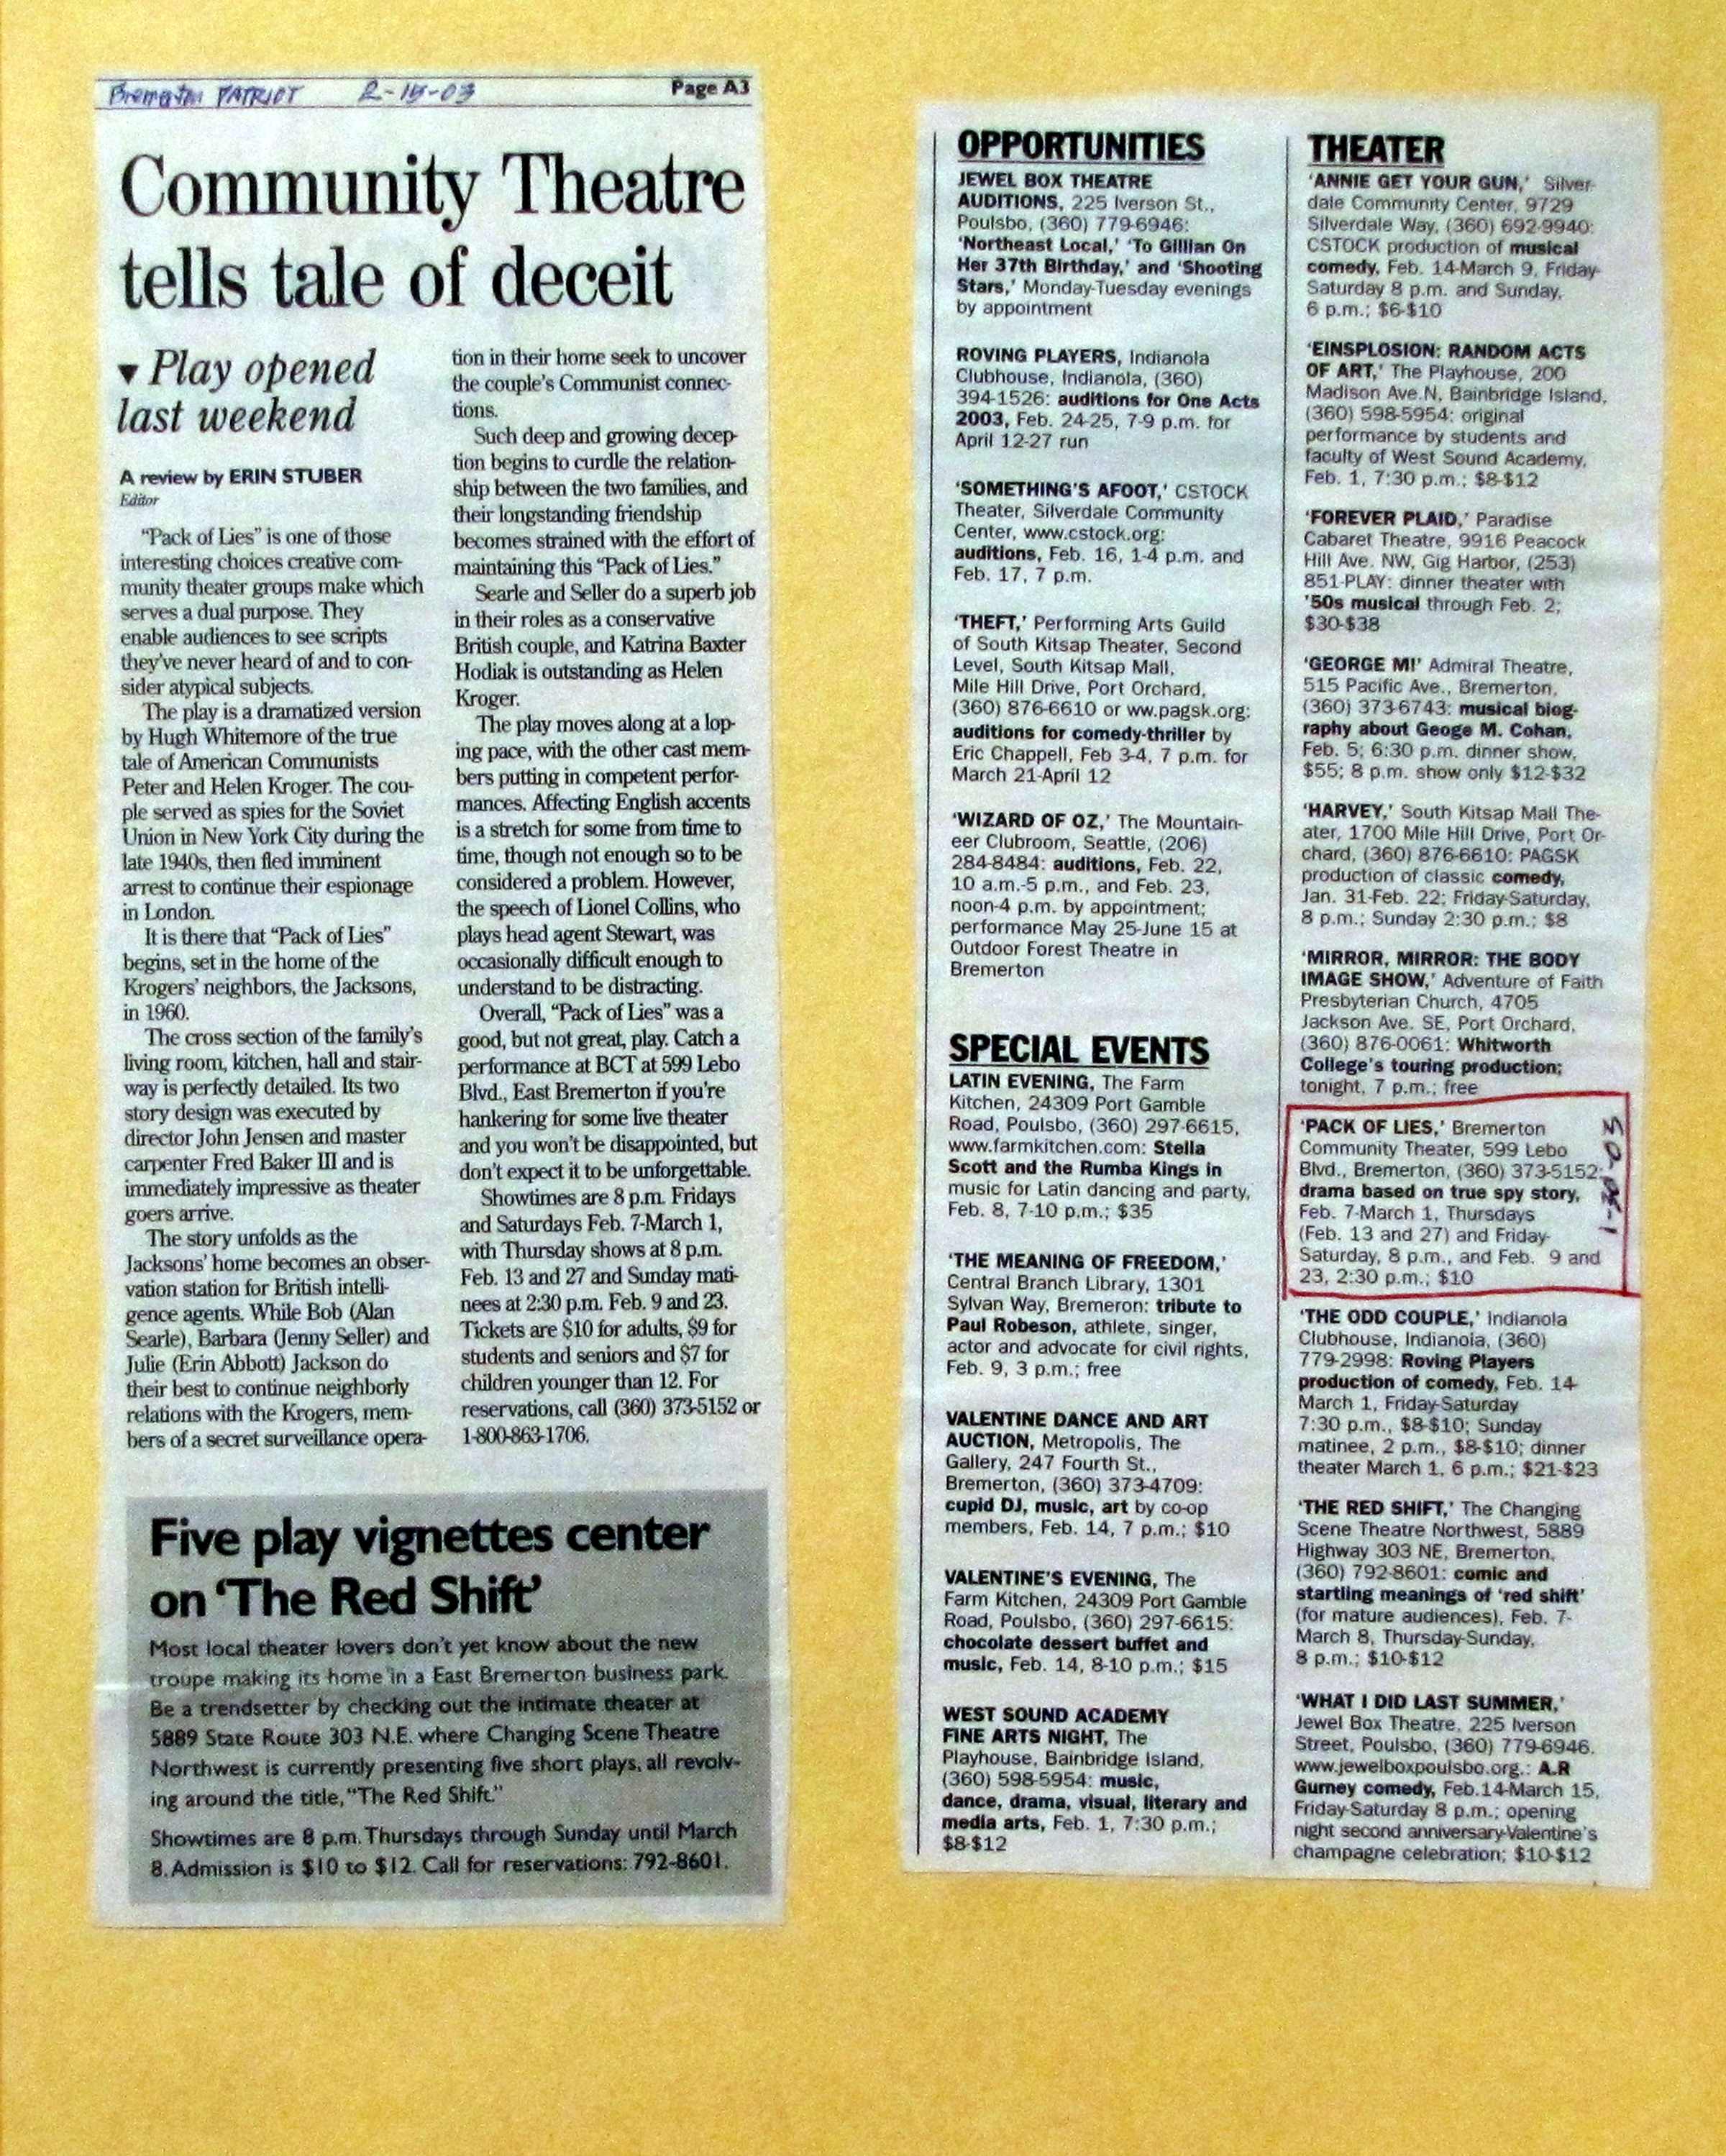 Bremerton PATRIOT 2-15-03 Page A3
Community Theatre
tells tale of deceit
▼ Play opened
last weekend
A review by ERIN STUBER
Editor
"Pack of Lies" is one of those
interesting choices creative com-
munity theater groups make which
serves a dual purpose. They
enable audiences to see scripts
they've never heard of and to con-
sider atypical subjects.
The play is a dramatized version
by Hugh Whitemore of the true
tale of American Communists
Peter and Helen Kroger. The cou-
ple served as spies for the Soviet
Union in New York City during the
late 1940s, then fled imminent
arrest to continue their espionage
in London.
It is there that "Pack of Lies"
begins, set in the home of the
Krogers' neighbors, the Jacksons,
in 1960.
The cross section of the family's
living room, kitchen, hall and stair-
way is perfectly detailed. Its two
story design was executed by
director John Jensen and master
carpenter Fred Baker III and is
immediately impressive as theater
goers arrive.
The story unfolds as the
Jacksons' home becomes an obser-
vation station for British intelli-
gence agents. While Bob (Alan
Searle), Barbara (Jenny Seller) and
Julie (Erin Abbott) Jackson do
their best to continue neighborly
relations with the Krogers, mem-
bers of a secret surveillance opera-
tion in their home seek to uncover
the couple's Communist connec-
tions.
Such deep and growing decep-
tion begins to curdle the relation-
ship between the two families, and
their longstanding friendship
becomes strained with the effort of
maintaining this "Pack of Lies."
Searle and Seller do a superb job
in their roles as a conservative
British couple, and Katrina Baxter
Hodiak is outstanding as Helen
Kroger.
The play moves along at a lop-
ing pace, with the other cast mem-
bers putting in competent perfor-
mances. Affecting English accents
is a stretch for some from time to
time, though not enough so to be
considered a problem. However,
the speech of Lionel Collins, who
plays head agent Stewart, was
occasionally difficult enough to
understand to be distracting.
Overall, "Pack of Lies" was a
good, but not great, play. Catch a
performance at BCT at 599 Lebo
Blvd., East Bremerton if you're
hankering for some live theater
and you won't be disappointed, but
don't expect it to be unforgettable.
Showtimes are 8 p.m. Fridays
and Saturdays Feb. 7-March 1,
with Thursday shows at 8 p.m.
Feb. 13 and 27 and Sunday mati-
nees at 2:30 p.m. Feb. 9 and 23.
Tickets are $10 for adults, $9 for
students and seniors and $7 for
children younger than 12. For
reservations, call (360) 373-5152 or
1-800-863-1706.
Five play vignettes center
on 'The Red Shift'
Most local theater lovers don't yet know about the new
troupe making its home in a East Bremerton business park.
Be a trendsetter by checking out the intimate theater at
5889 State Route 303 N.E. where Changing Scene Theatre
Northwest is currently presenting five short plays, all revolv-
ing around the title, "The Red Shift."
Showtimes are 8 p.m. Thursdays through Sunday until March
8. Admission is $10 to $12. Call for reservations: 792-8601.
OPPORTUNITIES
JEWEL BOX THEATRE
AUDITIONS, 225 Iverson St.,
Poulsbo, (360) 779-6946:
'Northeast Local,' 'To Gillian On
Her 37th Birthday,' and 'Shooting
Stars,' Monday-Tuesday evenings
by appointment
ROVING PLAYERS, Indianola
Clubhouse, Indianola, (360)
394-1526: auditions for One Acts
2003, Feb. 24-25, 7-9 p.m. for
April 12-27 run
'SOMETHING'S AFOOT,' CSTOCK
Theater, Silverdale Community
Center, www.cstock.org:
auditions, Feb. 16, 1-4 p.m. and
Feb. 17, 7 p.m.
'THEFT,' Performing Arts Guild
of South Kitsap Theater, Second
Level, South Kitsap Mall,
Mile Hill Drive, Port Orchard,
(360) 876-6610 or ww.pagsk.org:
auditions for comedy-thriller by
Eric Chappell, Feb 3-4, 7 p.m. for
March 21-April 12
'WIZARD OF OZ,' The Mountain-
eer Clubroom, Seattle, (206)
284-8484: auditions, Feb. 22,
10 a.m.-5 p.m., and Feb. 23,
noon-4 p.m. by appointment;
performance May 25-June 15 at
Outdoor Forest Theatre in
Bremerton
SPECIAL EVENTS
LATIN EVENING, The Farm
Kitchen, 24309 Port Gamble
Road, Poulsbo, (360) 297-6615,
www.farmkitchen.com: Stella
Scott and the Rumba Kings in
music for Latin dancing and party,
Feb. 8, 7-10 p.m.; $35
'THE MEANING OF FREEDOM,'
Central Branch Library, 1301
Sylvan Way, Bremeron: tribute to
Paul Robeson, athlete, singer,
actor and advocate for civil rights,
Feb. 9, 3 p.m.; free
VALENTINE DANCE AND ART
AUCTION, Metropolis, The
Gallery, 247 Fourth St.,
Bremerton, (360) 373-4709:
cupid DJ, music, art by co-op
members, Feb. 14, 7 p.m.; $10
VALENTINE'S EVENING, The
Farm Kitchen, 24309 Port Gamble
Road, Poulsbo, (360) 297-6615:
chocolate dessert buffet and
music, Feb. 14, 8-10 p.m.; $15
WEST SOUND ACADEMY
FINE ARTS NIGHT, The
Playhouse, Bainbridge Island,
(360) 598-5954: music,
dance, drama, visual, literary and
media arts, Feb. 1, 7:30 p.m.;
$8-$12
THEATER
'ANNIE GET YOUR GUN,' Silver-
dale Community Center, 9729
Silverdale Way, (360) 692-9940:
CSTOCK production of musical
comedy, Feb. 14-March 9, Friday-
Saturday 8 p.m. and Sunday,
6 p.m.; $6-$10
'EINSPLOSION: RANDOM ACTS
OF ART,' The Playhouse, 200
Madison Ave N, Bainbridge Island,
(360) 598-5954: original
performance by students and
faculty of West Sound Academy,
Feb. 1, 7:30 p.m.; $8-$12
'FOREVER PLAID,' Paradise
Cabaret Theatre, 9916 Peacock
Hill Ave. NW, Gig Harbor, (253)
851-PLAY: dinner theater with
'50s musical through Feb. 2;
$30-$38
'GEORGE M!' Admiral Theatre,
515 Pacific Ave., Bremerton,
(360) 373-6743: musical biog-
raphy about Geoge M. Cohan,
Feb. 5; 6:30 p.m. dinner show,
$55; 8 p.m. show only $12-$32
'HARVEY,' South Kitsap Mall The-
ater, 1700 Mile Hill Drive, Port Or-
chard, (360) 876-6610: PAGSK
production of classic comedy,
Jan. 31-Feb. 22; Friday-Saturday,
8 p.m.; Sunday 2:30 p.m.; $8
'MIRROR, MIRROR: THE BODY
IMAGE SHOW,' Adventure of Faith
Presbyterian Church, 4705
Jackson Ave. SE, Port Orchard,
(360) 876-0061: Whitworth
College's touring production;
tonight, 7 p.m.; free
'PACK OF LIES,' Bremerton
Community Theater, 599 Lebo
Blvd., Bremerton, (360) 373-5152:
drama based on true spy story,
Feb. 7-March 1, Thursdays
(Feb. 13 and 27) and Friday-
Saturday, 8 p.m., and Feb. 9 and
23, 2:30 p.m.; $10
'THE ODD COUPLE,' Indianola
Clubhouse, Indianola, (360)
779-2998: Roving Players
production of comedy, Feb. 14-
March 1, Friday-Saturday
7:30 p.m., $8-$10; Sunday
matinee, 2 p.m., $8-$10; dinner
theater March 1, 6 p.m.; $21-$23
'THE RED SHIFT,' The Changing
Scene Theatre Northwest, 5889
Highway 303 NE, Bremerton,
(360) 792-8601: comic and
startling meanings of 'red shift'
(for mature audiences), Feb. 7-
March 8, Thursday-Sunday,
8 p.m.; $10-$12
'WHAT I DID LAST SUMMER,'
Jewel Box Theatre, 225 Iverson
Street, Poulsbo, (360) 779-6946.
www.jewelboxpoulsbo.org.: A.R
Gurney comedy, Feb.14-March 15,
Friday-Saturday 8 p.m.; opening
night second anniversary-Valentine's
champagne celebration; $10-$12